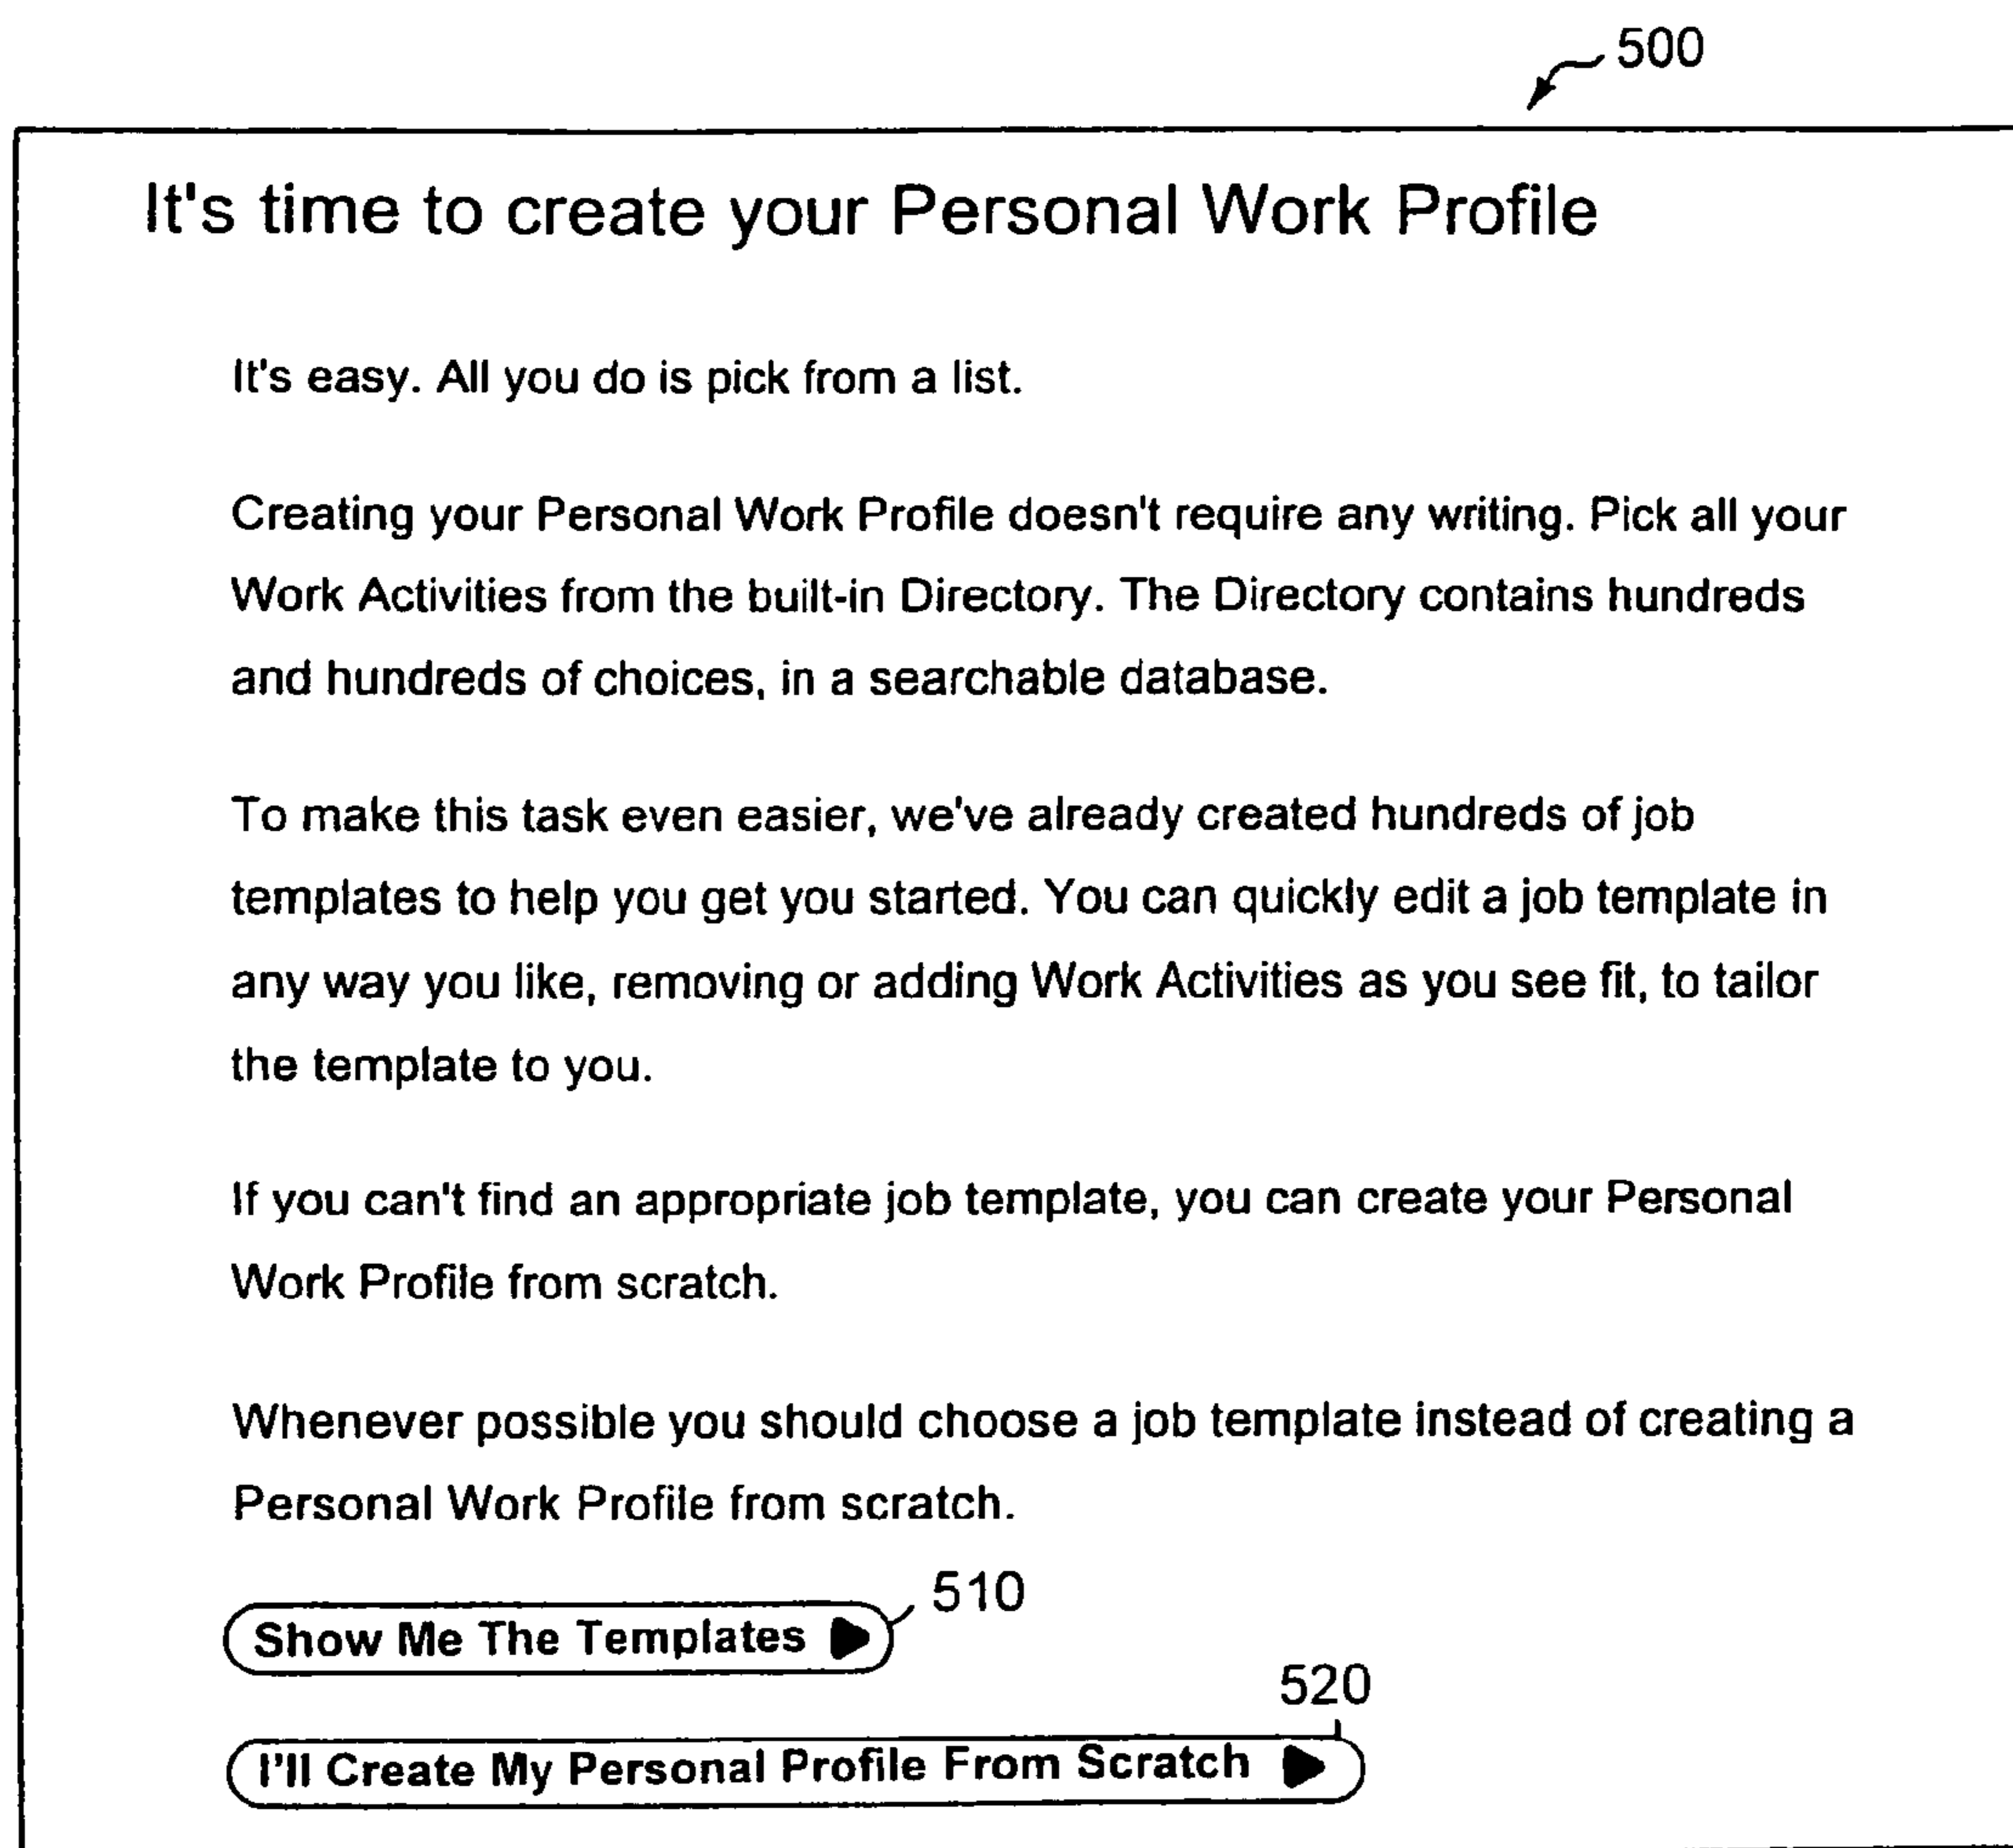 500
It's time to create your Personal Work Profile
It's easy. All you do is pick from a list.
Creating your Personal Work Profile doesn't require any writing. Pick all your
Work Activities from the built-in Directory. The Directory contains hundreds
and hundreds of choices, in a searchable database.
To make this task even easier, we've already created hundreds of job
templates to help you get you started. You can quickly edit a job template in
any way you like, removing or adding Work Activities as you see fit, to tailor
the template to you.
If you can't find an appropriate job template, you can create your Personal
Work Profile from scratch.
Whenever possible you should choose a job template instead of creating a
Personal Work Profile from scratch.
510
Show Me The Templates
520
I'll Create My Personal Profile From Scratch